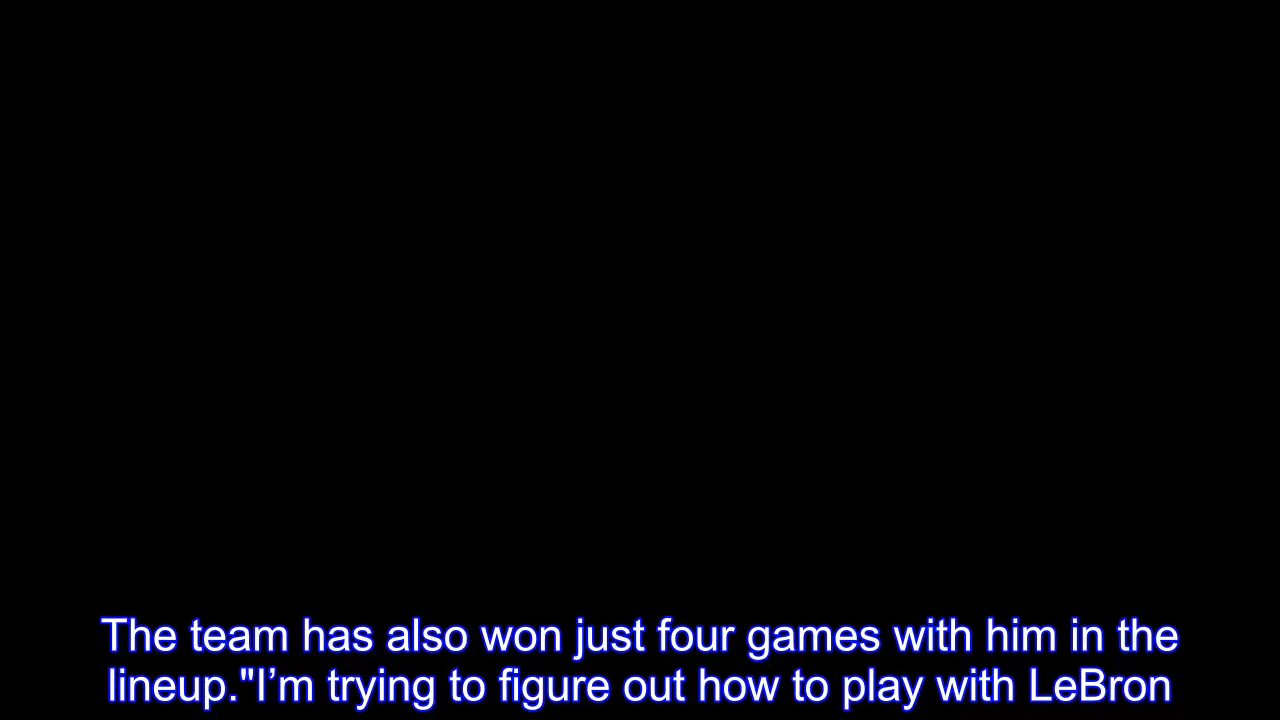 The team has also won just four games with him in the
lineup."I’m trying to figure out how to play with LeBron